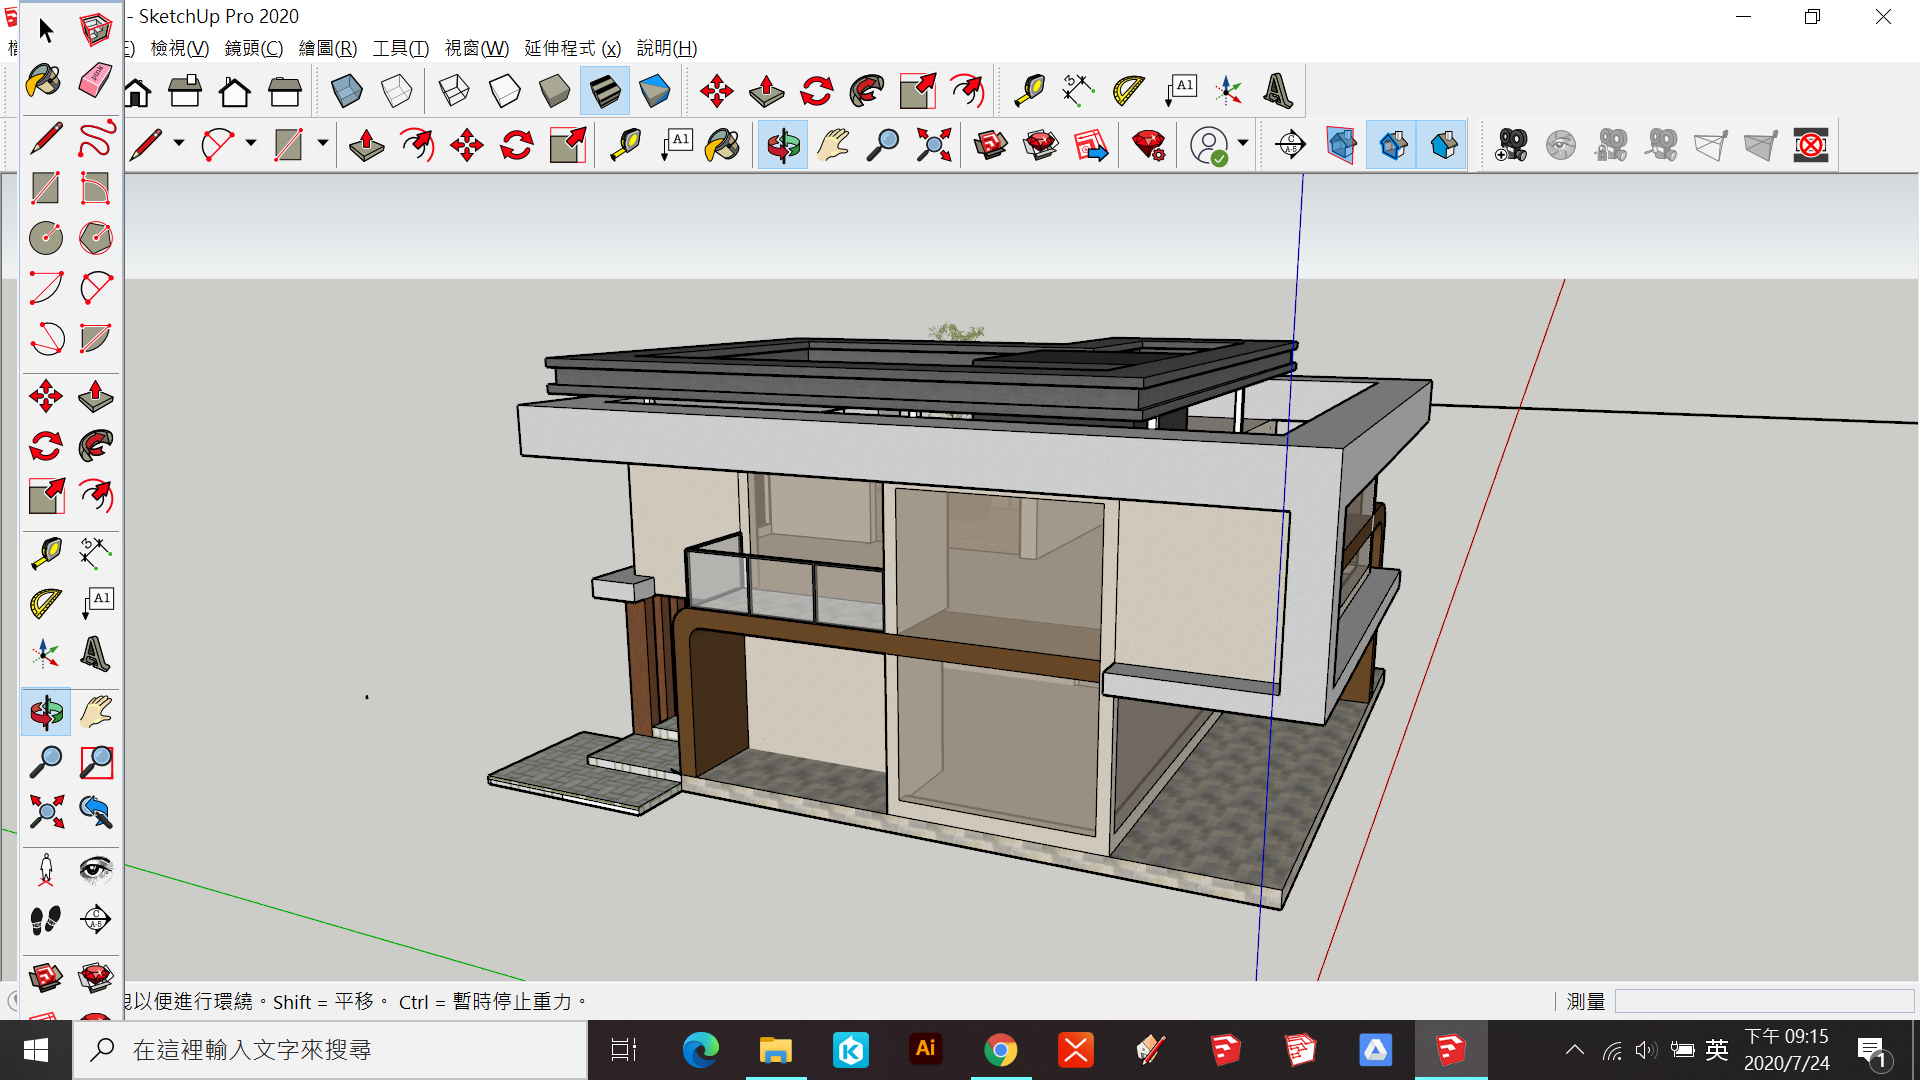 - SketchUp Pro 2020
檢視(V) 鏡頭(C) 繪圖(R) 工具(T) 視窗(W) 延伸程式 (x) 說明(H)
A1
A1
A1
以便進行環繞。Shift = 平移。 Ctrl = 暫時停止重力。
測量
在這裡輸入文字來搜尋
Ai
英
下午 09:15
2020/7/24
1